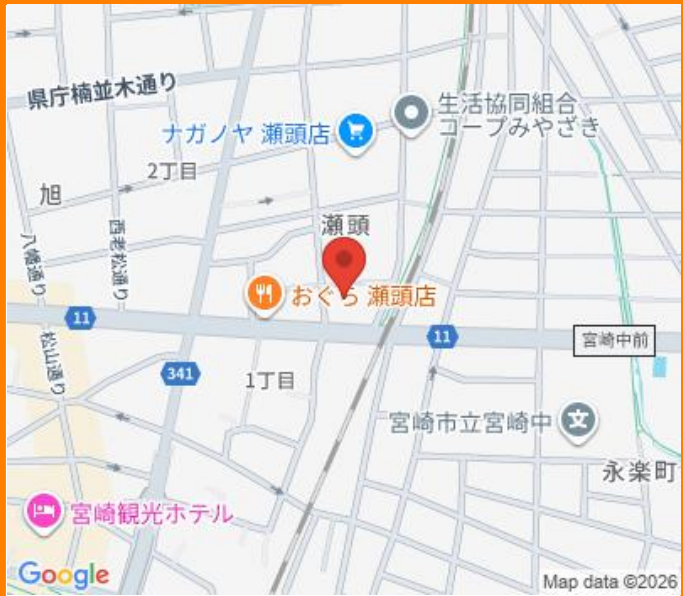 県庁楠並木通り
生活協同組合
コープみやざき
ナガノヤ 瀬頭店
2丁目
旭
西老松通り
八幡通り
瀬頭
おぐら 瀬頭店
11
11
宮崎中前
松山通り
341
1丁目
宮崎市立宮崎中
文
永楽町
宮崎観光ホテル
Google
Map data ©2026